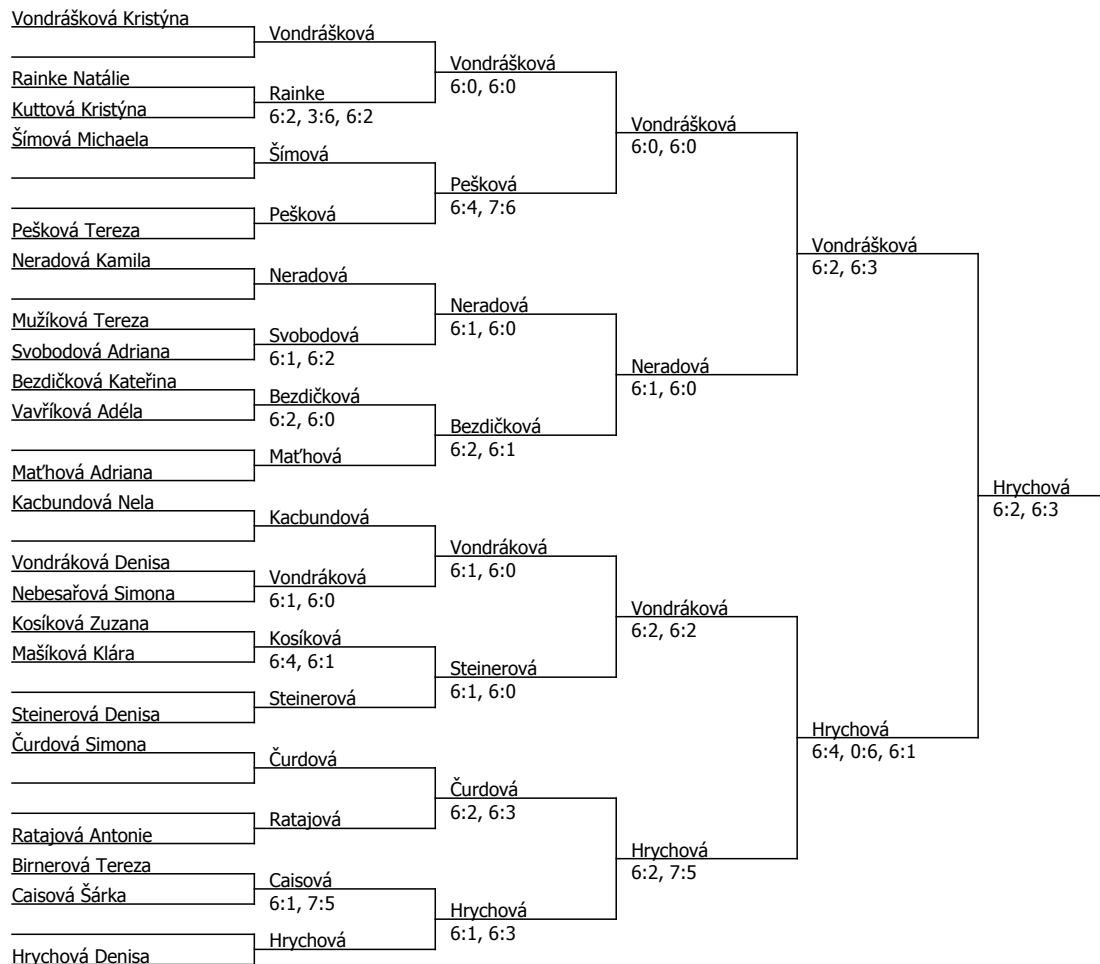 Vondrášková Kristýna
Rainke Natálie
Kuttová Kristýna
Šímová Michaela
Pešková Tereza
Neradová Kamila
Mužíková Tereza
Svobodová Adriana
Bezdičková Kateřina
Vavříková Adéla
Maťhová Adriana
Kacbundová Nela
Vondráková Denisa
Nebesařová Simona
Kosíková Zuzana
Mašíková Klára
Steinerová Denisa
Čurdová Simona
Ratajová Antonie
Birnerová Tereza
Caisová Šárka
Hrychová Denisa
Vondrášková
Rainke
6:2, 3:6, 6:2
Šímová
Pešková
Neradová
Svobodová
6:1, 6:2
Bezdičková
6:2, 6:0
Maťhová
Kacbundová
Vondráková
6:1, 6:0
Kosíková
6:4, 6:1
Steinerová
Čurdová
Ratajová
Caisová
6:1, 7:5
Hrychová
Vondrášková
6:0, 6:0
Pešková
6:4, 7:6
Neradová
6:1, 6:0
Bezdičková
6:2, 6:1
Vondráková
6:1, 6:0
Steinerová
6:1, 6:0
Čurdová
6:2, 6:3
Hrychová
6:1, 6:3
Vondrášková
6:0, 6:0
Neradová
6:1, 6:0
Vondráková
6:2, 6:2
Hrychová
6:2, 7:5
Vondrášková
6:2, 6:3
Hrychová
6:4, 0:6, 6:1
Hrychová
6:2, 6:3